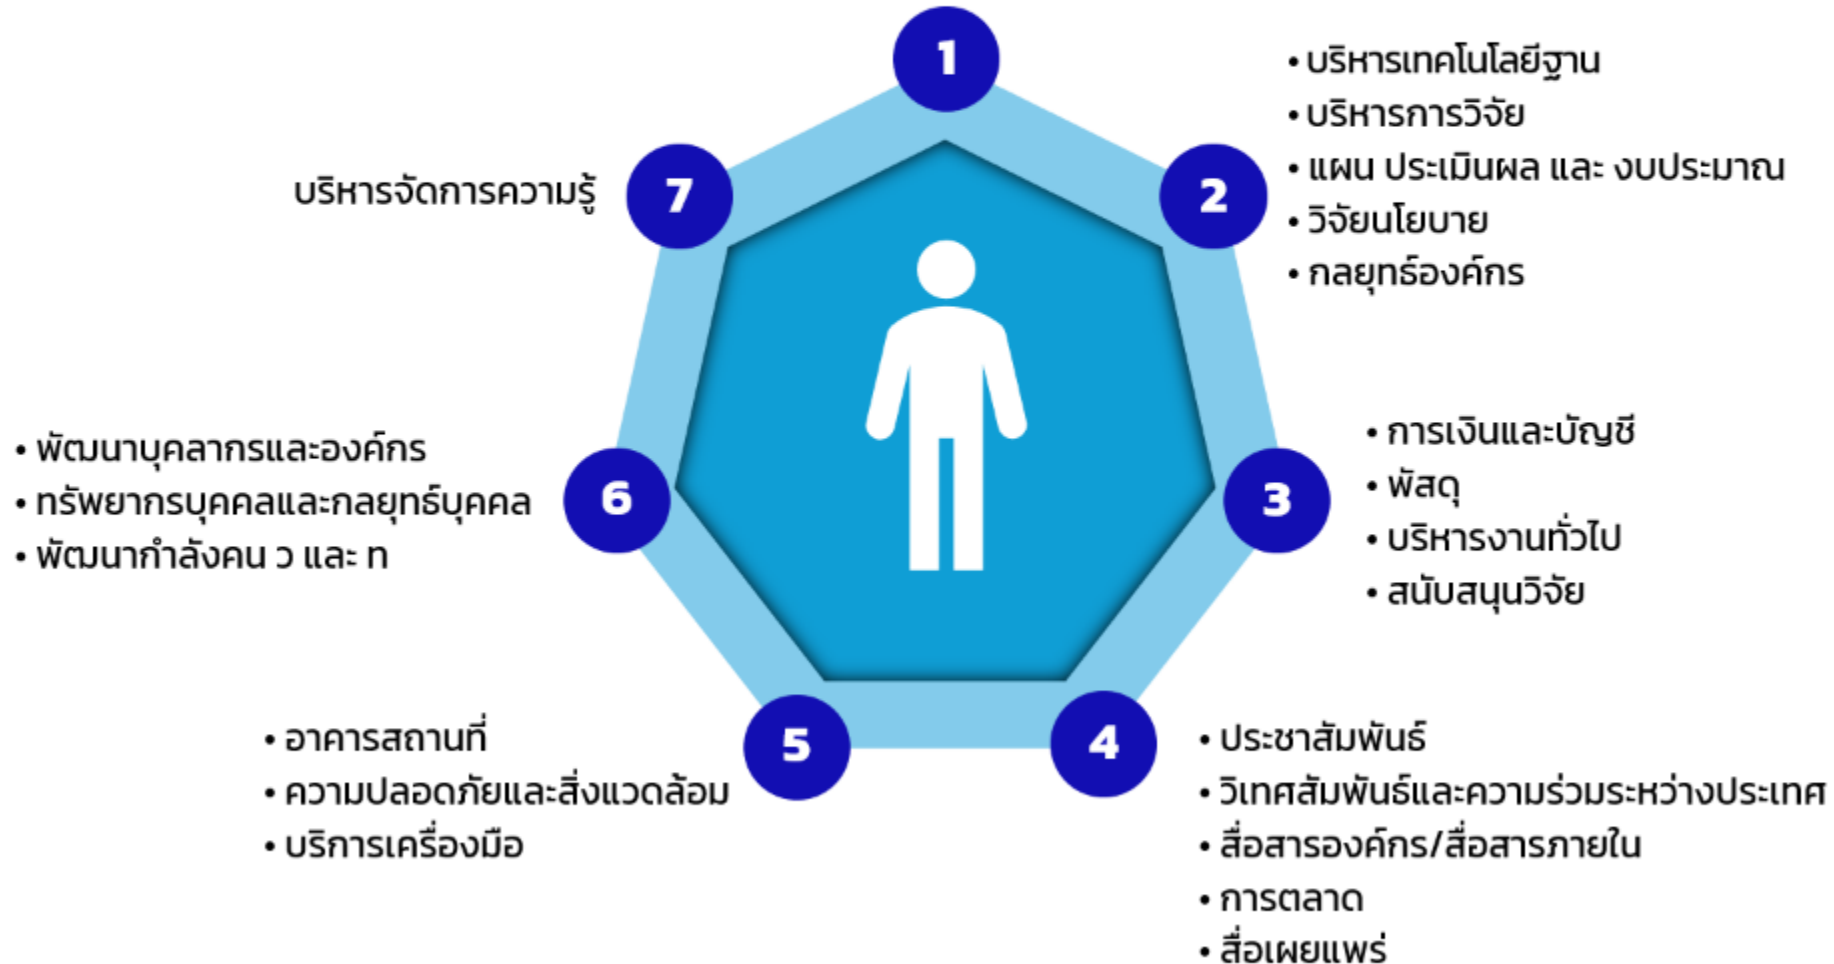 1
2
• บริหารเทคโนโลยีฐาน
• บริหารการวิจัย
• แผน ประเมินผล และ งบประมาณ
• วิจัยนโยบาย
• กลยุทธ์องค์กร
3
• การเงินและบัญชี
• พัสดุ
• บริหารงานทั่วไป
• สนับสนุนวิจัย
4
• ประชาสัมพันธ์
• วิเทศสัมพันธ์และความร่วมระหว่างประเทศ
• สื่อสารองค์กร/สื่อสารภายใน
• การตลาด
• สื่อเผยแพร่
5
• อาคารสถานที่
• ความปลอดภัยและสิ่งแวดล้อม
• บริการเครื่องมือ
6
• พัฒนาบุคลากรและองค์กร
• ทรัพยากรบุคคลและกลยุทธ์บุคคล
• พัฒนากำลังคน ว และ ท
7
บริหารจัดการความรู้